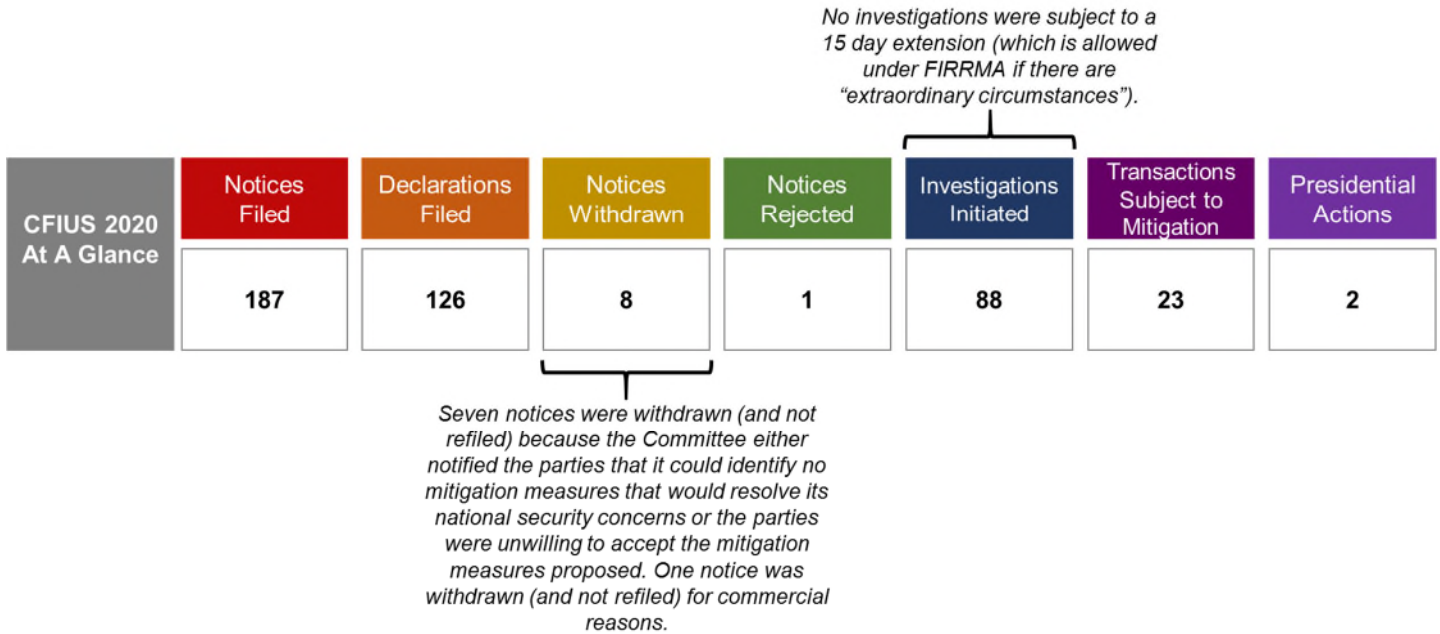 No investigations were subject to a
15 day extension (which is allowed
under FIRRMA if there are
“extraordinary circumstances”).
CFIUS 2020
At A Glance
Notices
Filed
187
Declarations
Filed
126
Notices
Withdrawn
8
Notices
Rejected
1
Investigations
Initiated
88
Transactions
Subject to
Mitigation
23
Presidential
Actions
2
Seven notices were withdrawn (and not
refiled) because the Committee either
notified the parties that it could identify no
mitigation measures that would resolve its
national security concerns or the parties
were unwilling to accept the mitigation
measures proposed. One notice was
withdrawn (and not refiled) for commercial
reasons.